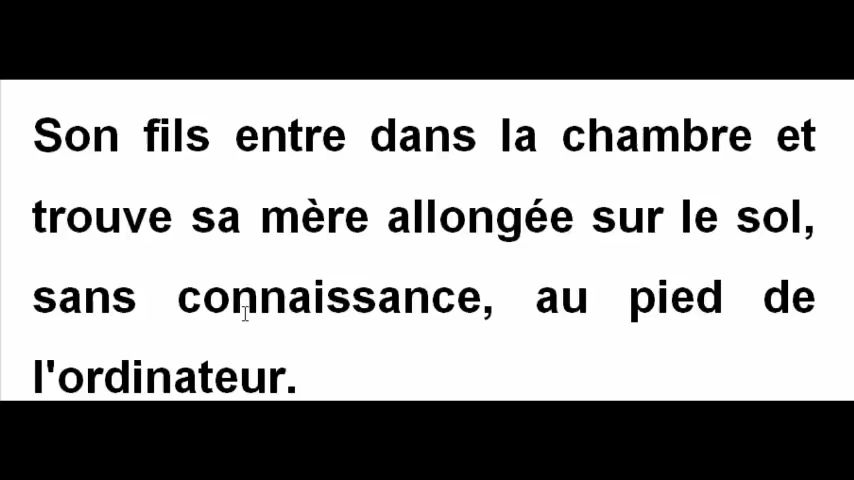 Son fils entre dans la chambre et
trouve sa mère allongée sur le sol,
sans connaissance, au pied de
l'ordinateur.